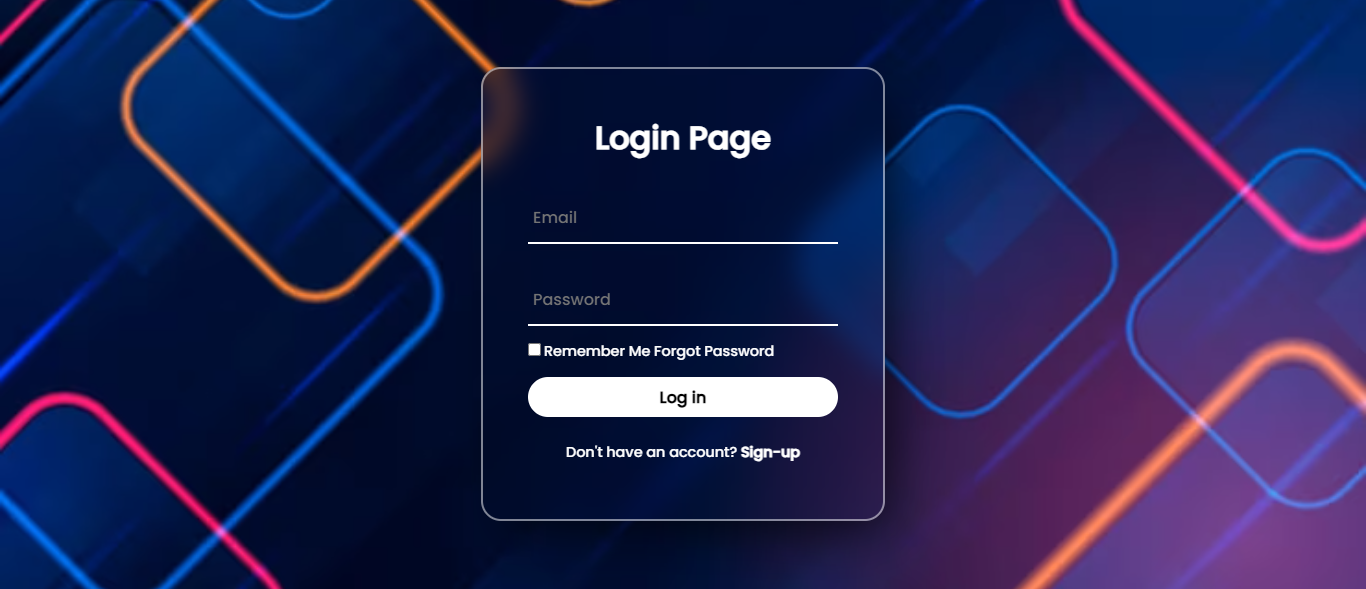 Login Page
Email
Password
Remember Me Forgot Password
Log in
Don't have an account? Sign-up